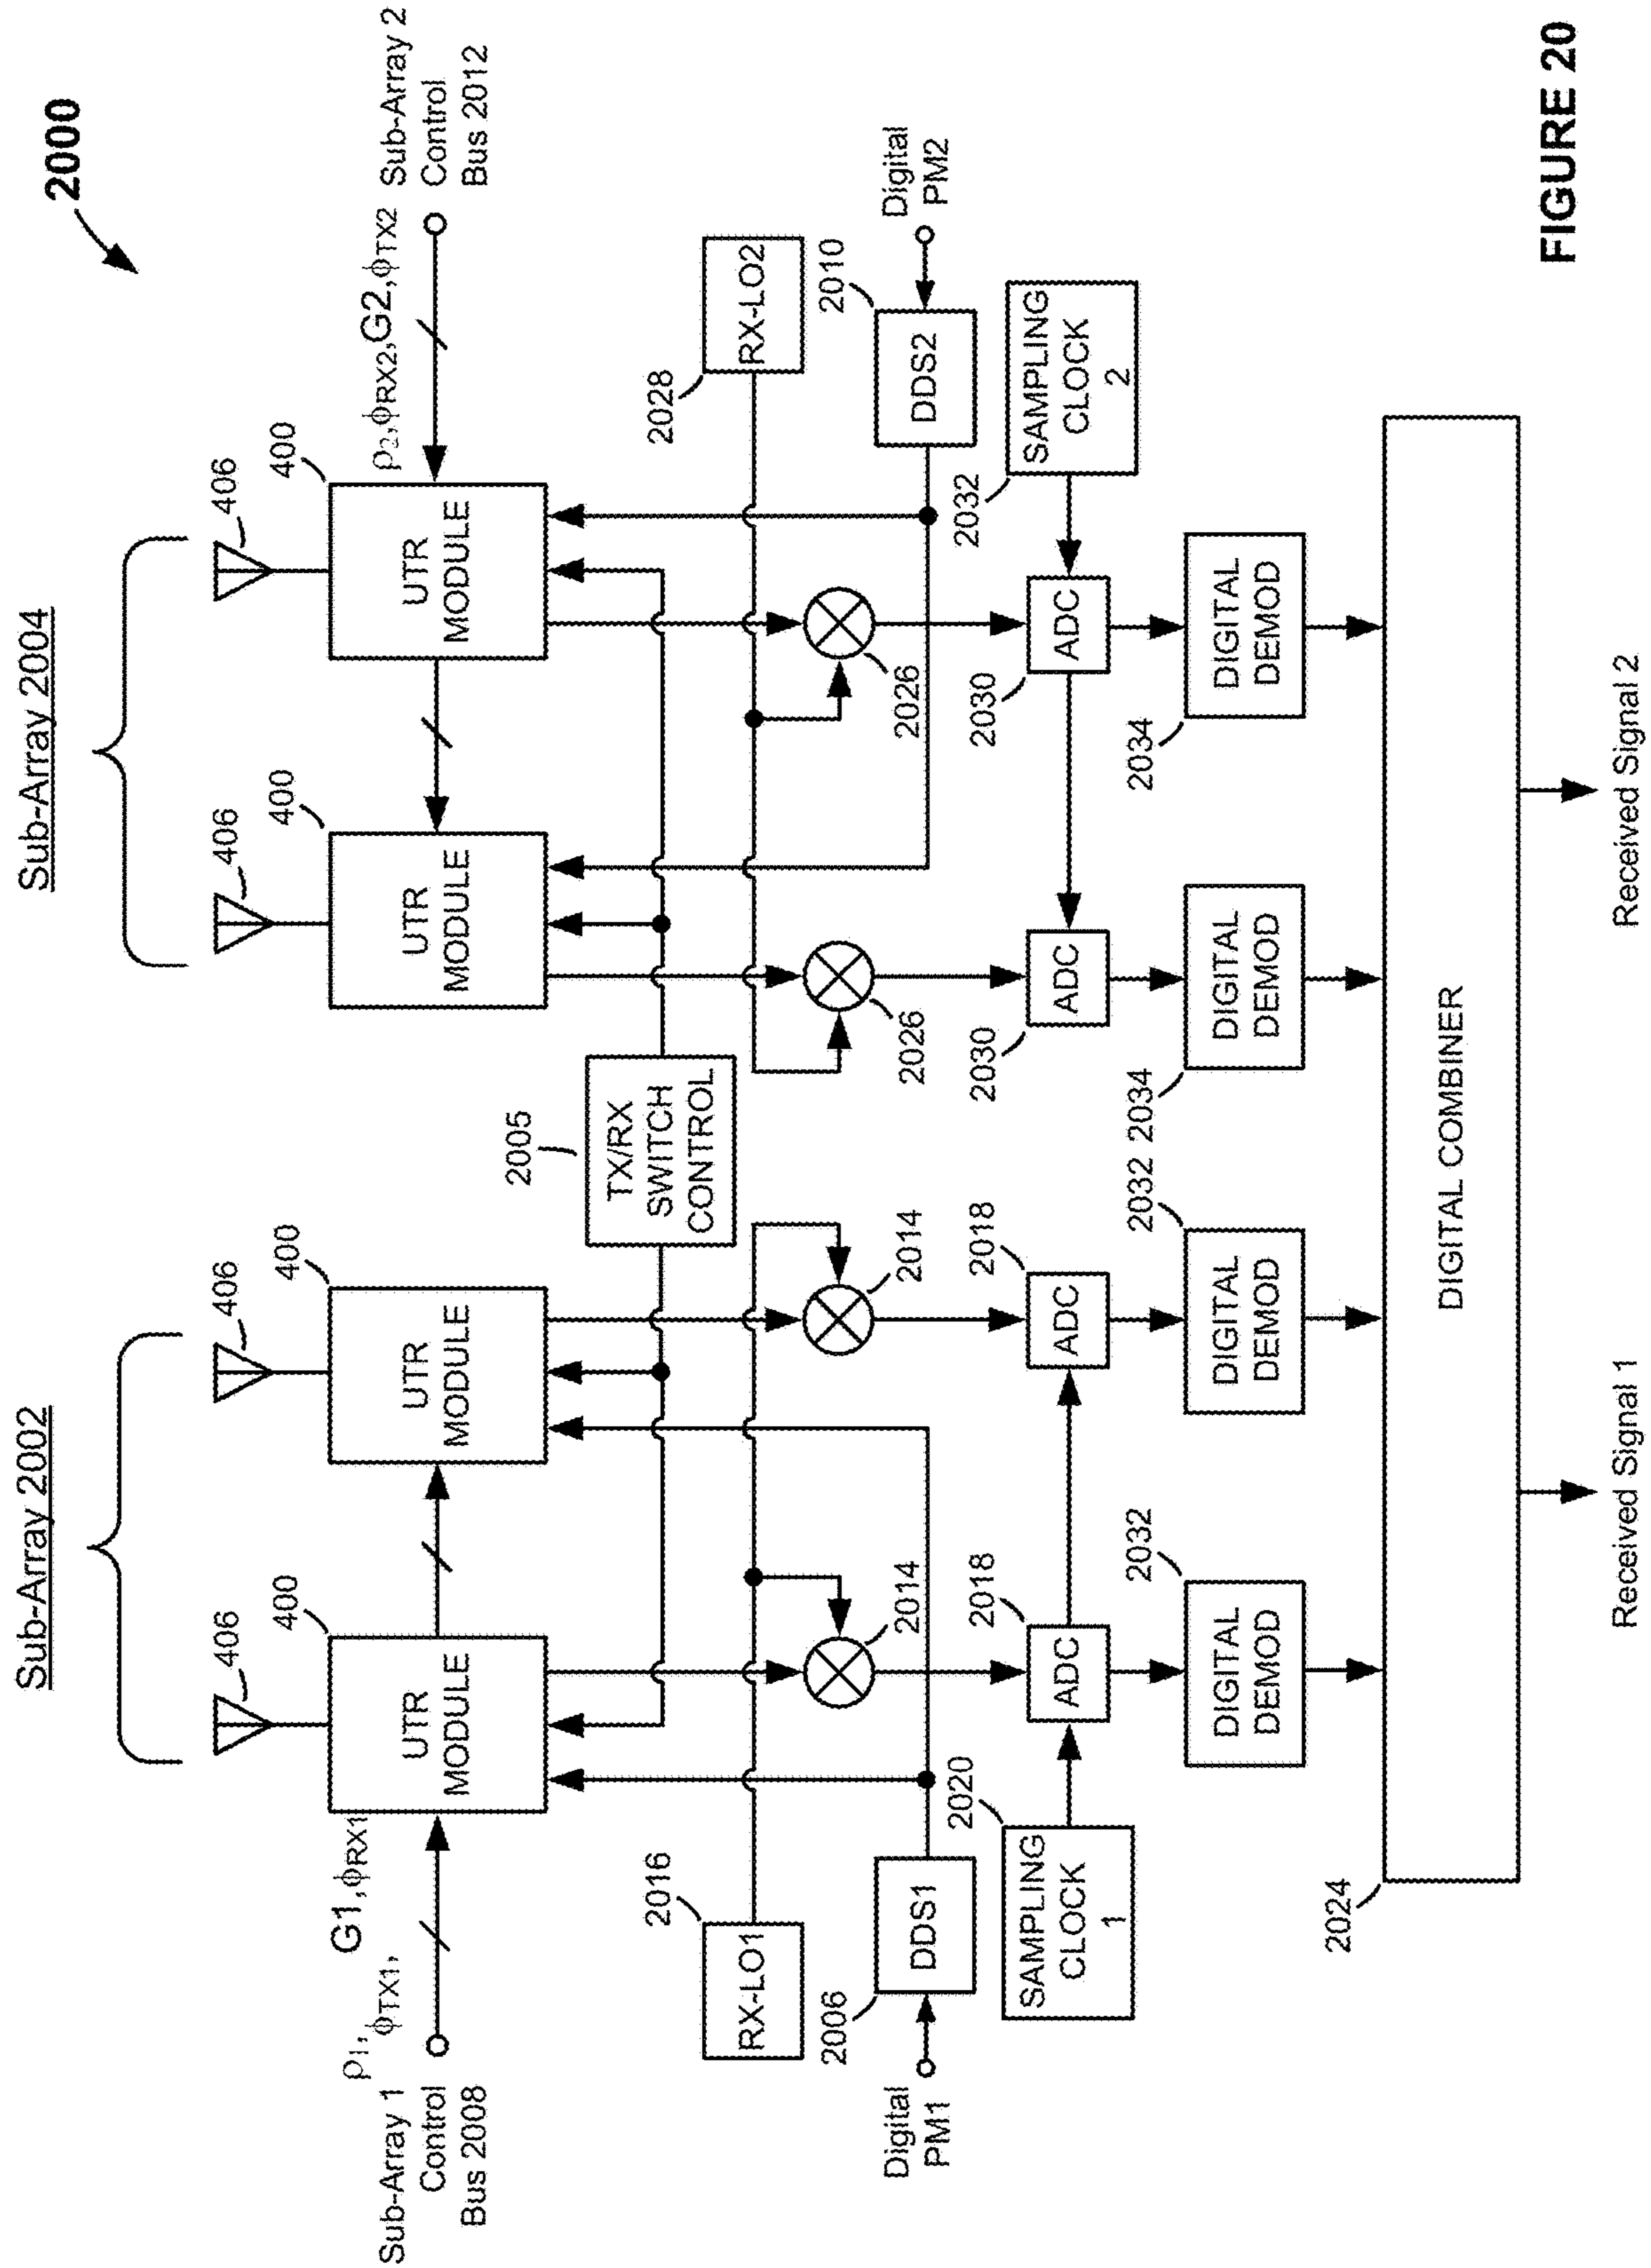 2000
Sub-Array 2002
Sub-Array 2004
406
406
406
406
400
400
400
400
UTR
MODULE
UTR
MODULE
UTR
MODULE
UTR
MODULE
ρ1,
ϕTX1,
G1,ϕRX1
Sub-Array 1
Control
Bus 2008
ρ2,ϕRX2,G2,ϕTX2
Sub-Array 2
Control
Bus 2012
2005
TX/RX
SWITCH
CONTROL
2016
RX-LO1
2028
RX-LO2
2014
2014
2026
2026
2006
DDS1
Digital
PM1
2010
DDS2
Digital
PM2
2020
SAMPLING
CLOCK
1
2018
ADC
2018
ADC
2030
ADC
2030
ADC
2032
SAMPLING
CLOCK
2
2032
DIGITAL
DEMOD
2032
DIGITAL
DEMOD
2034
DIGITAL
DEMOD
2034
DIGITAL
DEMOD
2024
DIGITAL COMBINER
Received Signal 1
Received Signal 2
FIGURE 20